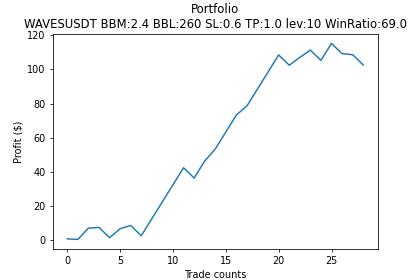 Portfolio
WAVESUSDT BBM:2.4 BBL:260 SL:0.6 TP:1.0 lev:10 WinRatio:69.0
120
100
80
60
40
20
0
Profit ($)
0 5 10 15 20 25
Trade counts